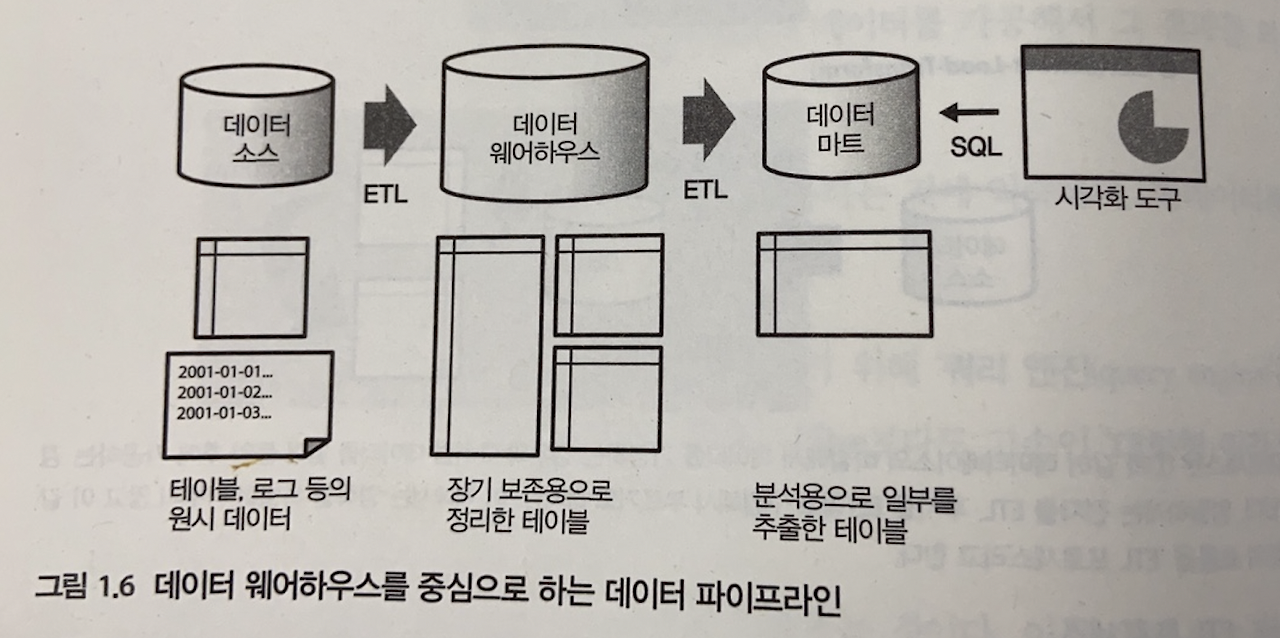 데이터
소스
ETL
데이터
웨어하우스
ETL
데이터
마트
SQL
시각화 도구
2001-01-01...
2001-01-02...
2001-01-03...
테이블, 로그 등의
원시 데이터
장기 보존용으로
정리한 테이블
분석용으로 일부를
추출한 테이블
그림 1.6 데이터 웨어하우스를 중심으로 하는 데이터 파이프라인